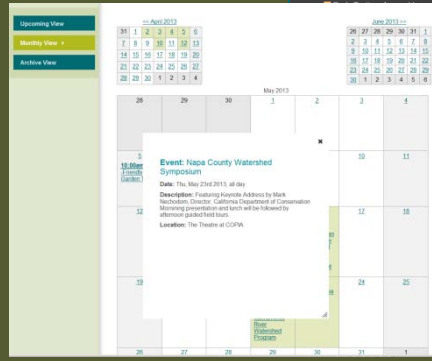 Upcoming View
Monthly View
Archive View
<< April 2013
31 1 2 3 4 5 6
7 8 9 10 11 12 13
14 15 16 17 18 19 20
21 22 23 24 25 26 27
28 29 30 1 2 3 4
June 2013 >>
26 27 28 29 30 31 1
2 3 4 5 6 7 8
9 10 11 12 13 14 15
16 17 18 19 20 21 22
23 24 25 26 27 28 29
30 1 2 3 4 5 6
May 2013
28 29 30 1 2 3 4
5 10 11
10:00am
-Friendly
Garden T
Event: Napa County Watershed
Symposium
Date: Thu, May 23rd 2013, all day
Description: Featuring Keynote Address by Mark
Nechodom, Director, California Department of Conservation
Morning presentation and lunch will be followed by
afternoon guided field tours.
Location: The Theatre at COPIA
12 17 18
19 24 25
River
Watershed
Program
26 27 28 29 30 31 1